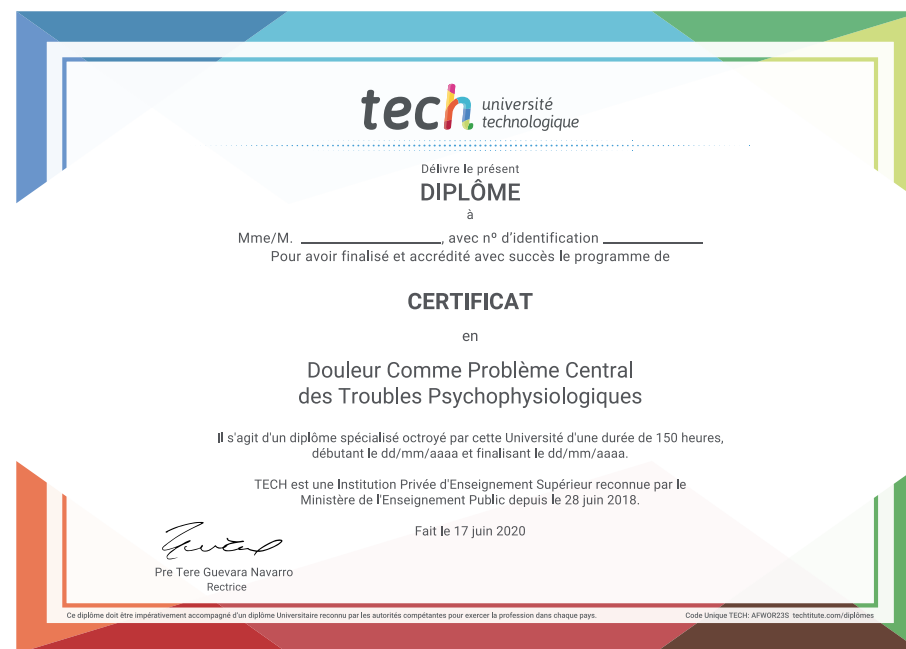 tech université
technologique
Délivre le présent
DIPLÔME
à
Mme/M. ____________________, avec nº d'identification ______________
Pour avoir finalisé et accrédité avec succès le programme de
CERTIFICAT
en
Douleur Comme Problème Central
des Troubles Psychophysiologiques
Il s'agit d'un diplôme spécialisé octroyé par cette Université d'une durée de 150 heures,
débutant le dd/mm/aaaa et finalisant le dd/mm/aaaa.
TECH est une Institution Privée d'Enseignement Supérieur reconnue par le
Ministère de l'Enseignement Public depuis le 28 juin 2018.
Fait le 17 juin 2020
Pre Tere Guevara Navarro
Rectrice
Ce diplôme doit être impérativement accompagné d'un diplôme Universitaire reconnu par les autorités compétantes pour exercer la profession dans chaque pays.
Code Unique TECH: AFWOR23S techtitute.com/diplômes